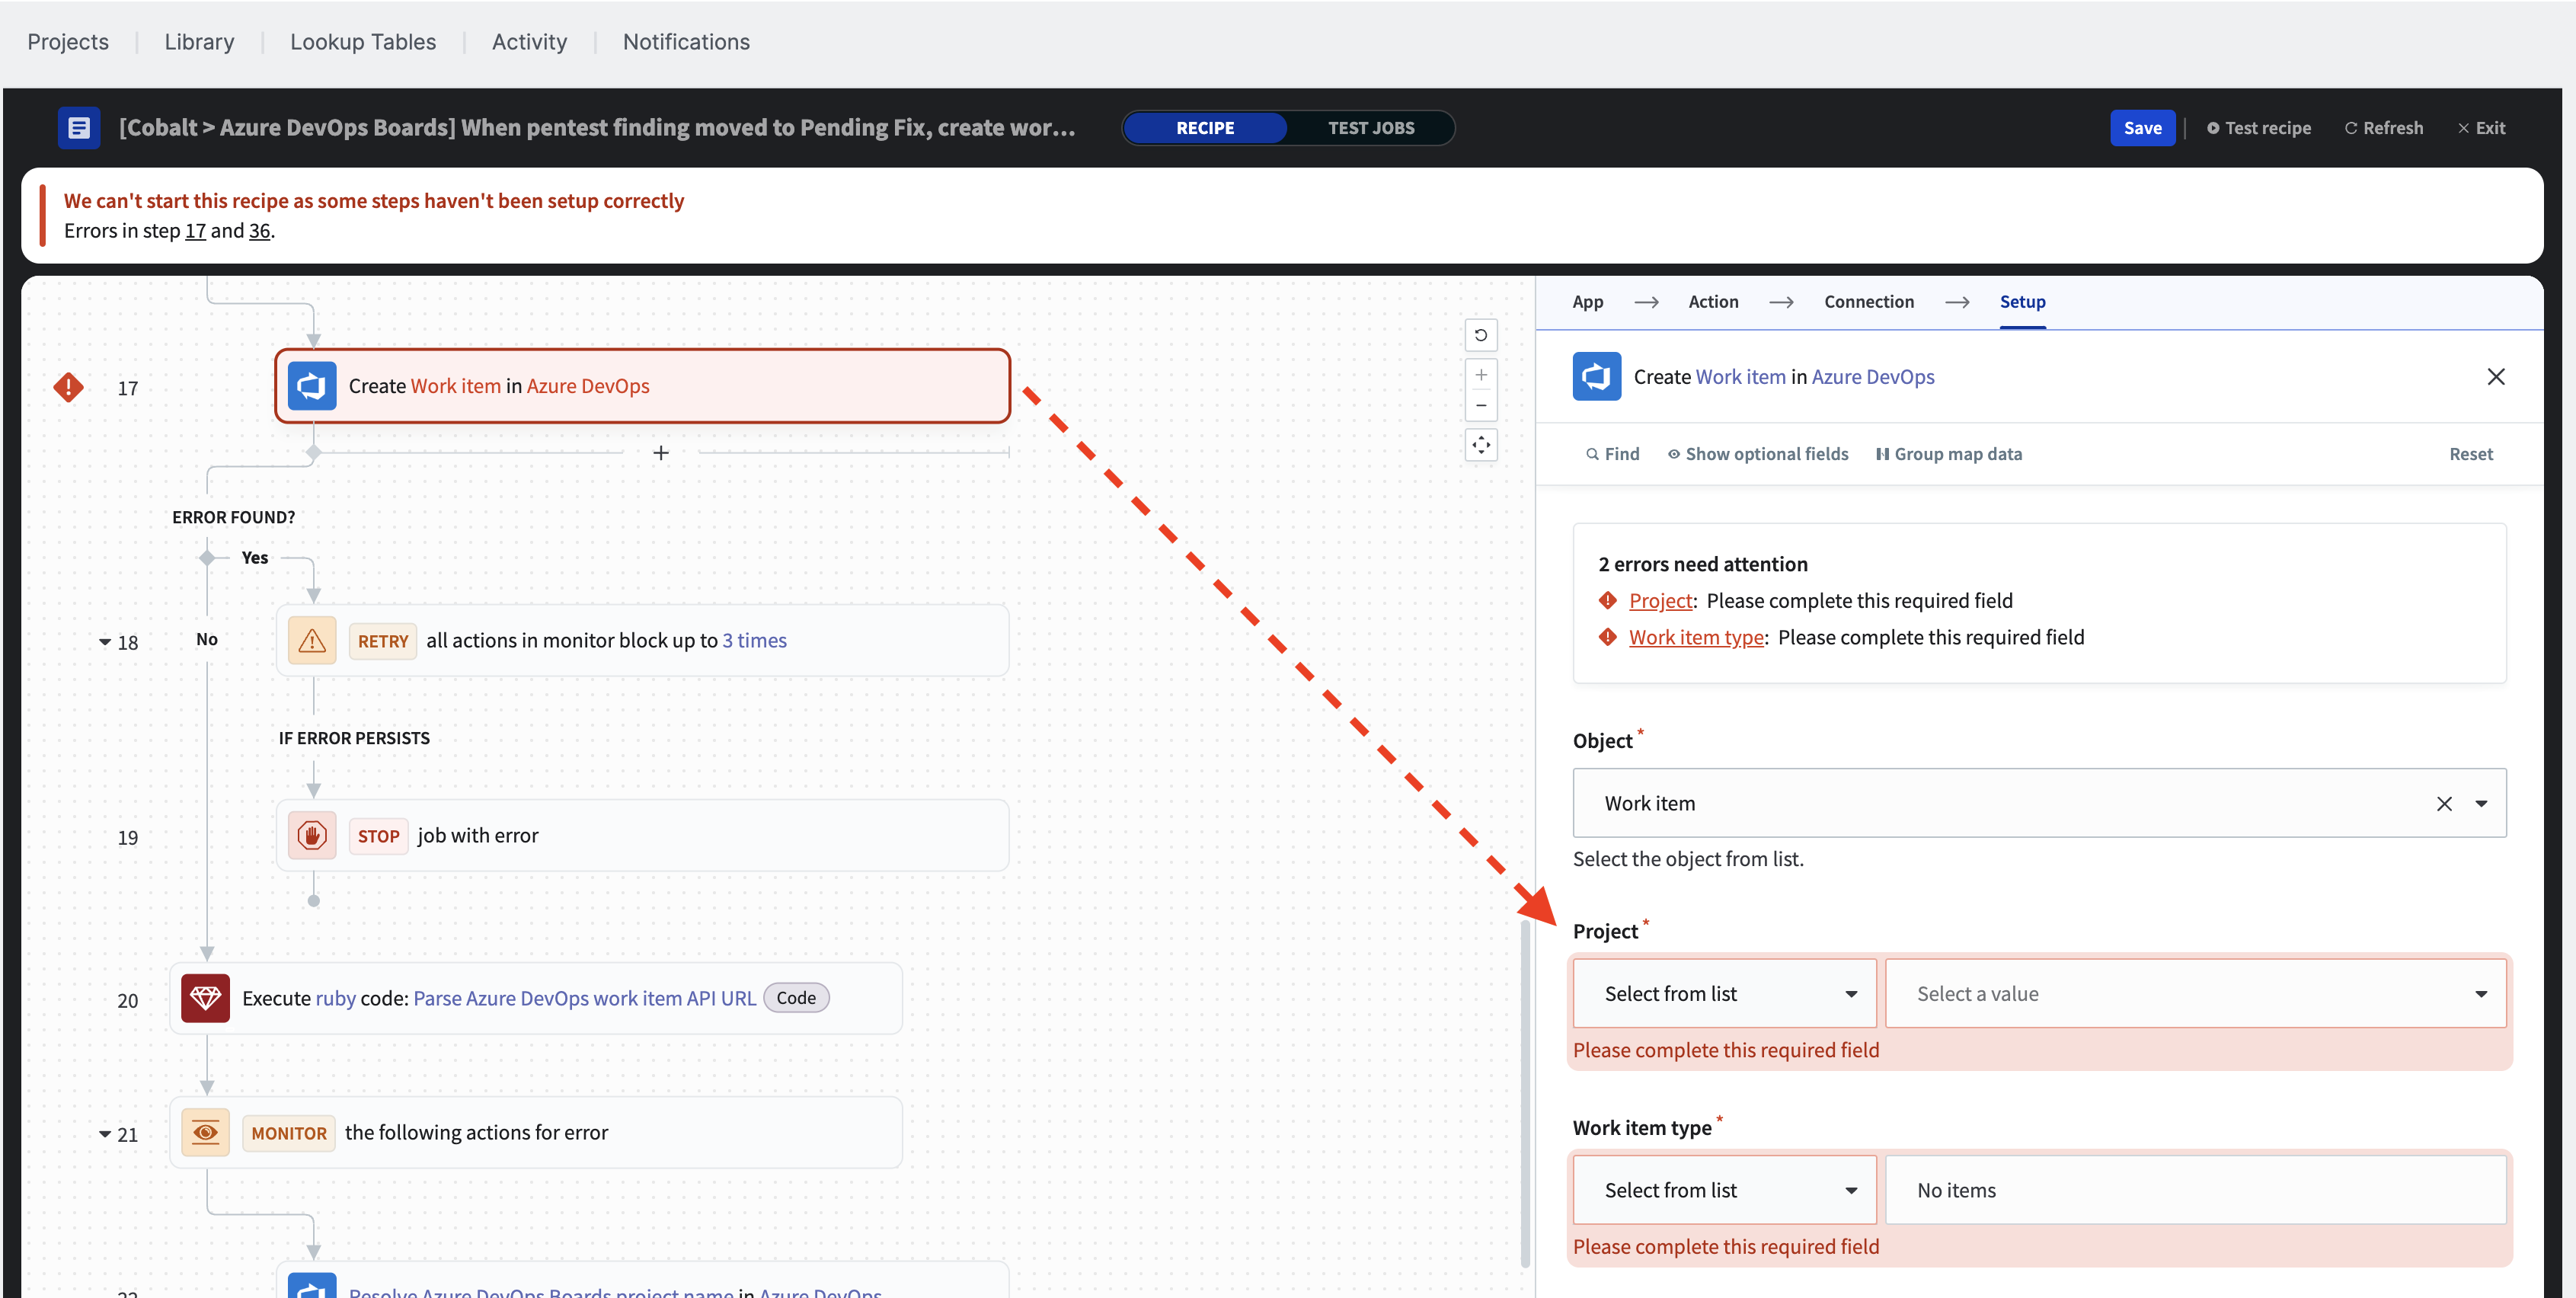 Projects | Library | Lookup Tables | Activity | Notifications
[Cobalt > Azure DevOps Boards] When pentest finding moved to Pending Fix, create wor...
RECIPE TEST JOBS
Save | Test recipe Refresh Exit
We can't start this recipe as some steps haven't been setup correctly
Errors in step 17 and 36.
17 Create Work item in Azure DevOps
ERROR FOUND?
Yes
18 No RETRY all actions in monitor block up to 3 times
IF ERROR PERSISTS
19 STOP job with error
20 Execute ruby code: Parse Azure DevOps work item API URL Code
21 MONITOR the following actions for error
Resolve Azure DevOps Boards project name in Azure DevOps
App → Action → Connection → Setup
Create Work item in Azure DevOps
Find Show optional fields Group map data Reset
2 errors need attention
Project: Please complete this required field
Work item type: Please complete this required field
Object *
Work item
Select the object from list.
Project *
Select from list Select a value
Please complete this required field
Work item type *
Select from list No items
Please complete this required field